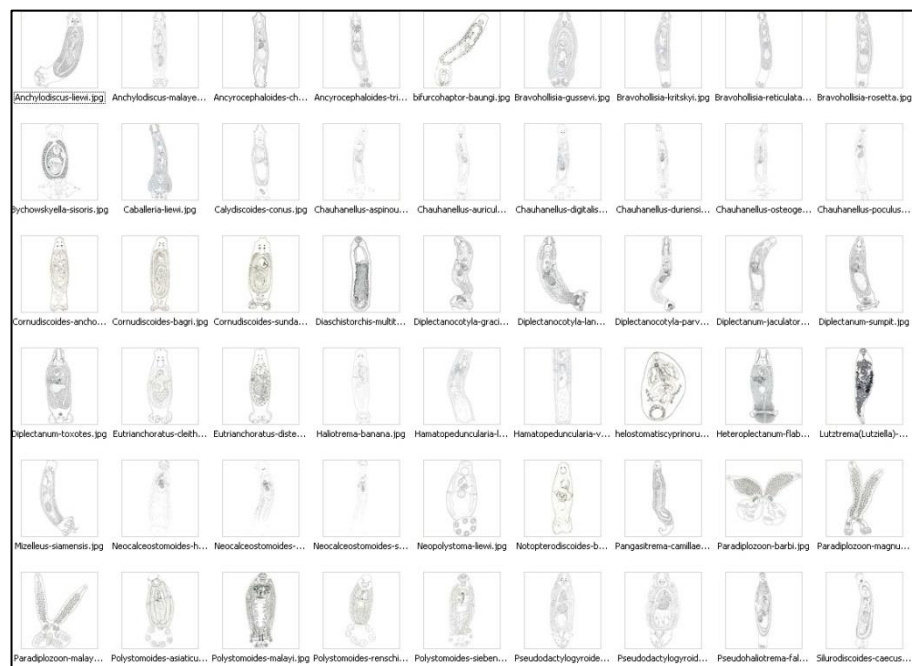 Anchylodiscus-liewi.jpg Anchylodiscus-malaye... Ancyrocephaloides-ch... Ancyrocephaloides-tri... bifurcohaptor-baungi.jpg Bravohollisia-gussevi.jpg Bravohollisia-kritskyi.jpg Bravohollisia-reticulata... Bravohollisia-rosetta.jpg
Bychowskyella-sisoris.jpg Caballeria-liewi.jpg Calydiscoides-conus.jpg Chauhanellus-aspinou... Chauhanellus-auricul... Chauhanellus-digitalis... Chauhanellus-duriensi... Chauhanellus-osteoge... Chauhanellus-poculus...
Cornudiscoides-ancho... Cornudiscoides-bagri.jpg Cornudiscoides-sunda... Diaschistorchis-multit... Diplectanocotyla-graci... Diplectanocotyla-lan... Diplectanocotyla-parv... Diplectanum-jaculator... Diplectanum-sumpit.jpg
Diplectanum-toxotes.jpg Eutrianchoratus-cleith... Eutrianchoratus-diste... Haliotrema-banana.jpg Hamatopeduncularia-l... Hamatopeduncularia-v... helostomatiscyprinoru... Heteroplectanum-flab... Lutztrema(Lutziella)-...
Mizelleus-siamensis.jpg Neocalceostomoides-h... Neocalceostomoides-... Neocalceostomoides-s... Neopolystoma-liewi.jpg Notopterodiscoides-b... Pangasitrema-camillae... Paradiplozoon-barbi.jpg Paradiplozoon-magnu...
Paradiplozoon-malay... Polystomoides-asiaticu... Polystomoides-malayi.jpg Polystomoides-renschi... Polystomoides-sieben... Pseudodactylogyroide... Pseudodactylogyroid... Pseudohaliotrema-fal... Silurodiscoides-caecus...